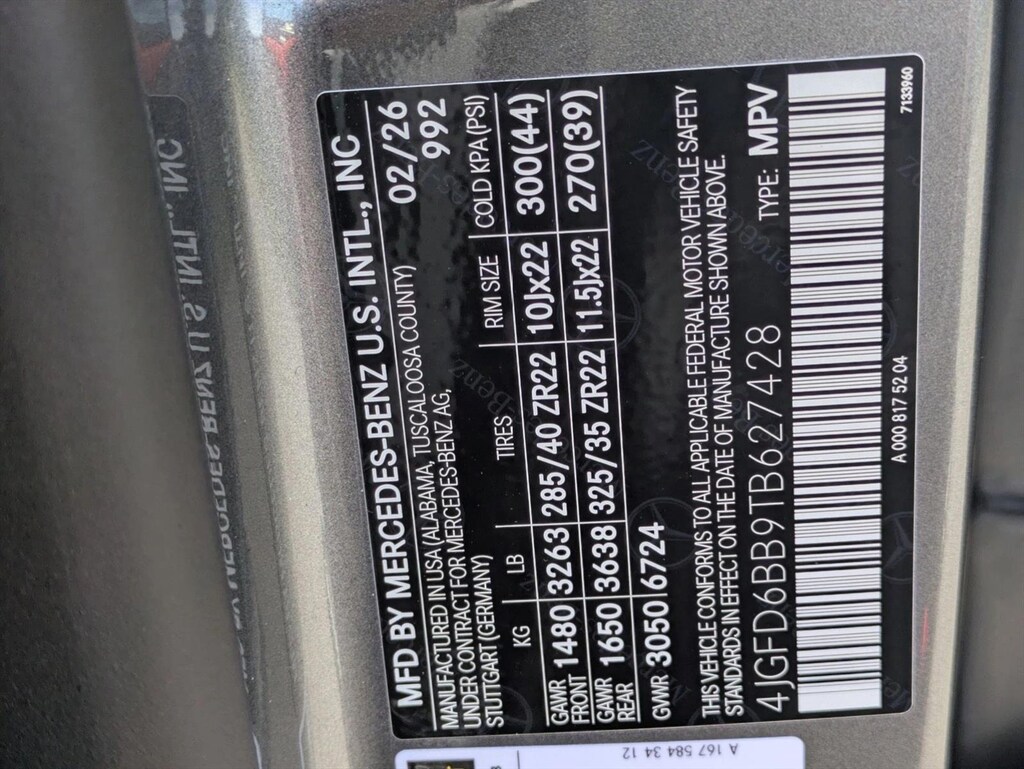 MFD BY MERCEDES-BENZ U.S. INTL., INC
MANUFACTURED IN USA (ALABAMA, TUSCALOOSA COUNTY) 02/26
UNDER CONTRACT FOR MERCEDES-BENZ AG, 992
STUTTGART (GERMANY)
KG LB TIRES RIM SIZE COLD KPA (PSI)
GAWR FRONT 1480 3263 285/40 ZR22 10Jx22 300(44)
GAWR REAR 1650 3638 325/35 ZR22 11.5Jx22 270(39)
GVWR 3050 6724
THIS VEHICLE CONFORMS TO ALL APPLICABLE FEDERAL MOTOR VEHICLE SAFETY
STANDARDS IN EFFECT ON THE DATE OF MANUFACTURE SHOWN ABOVE.
4JGFD6BB9TB627428 TYPE: MPV
A 000 817 52 04 7133960
A 167 584 34 12